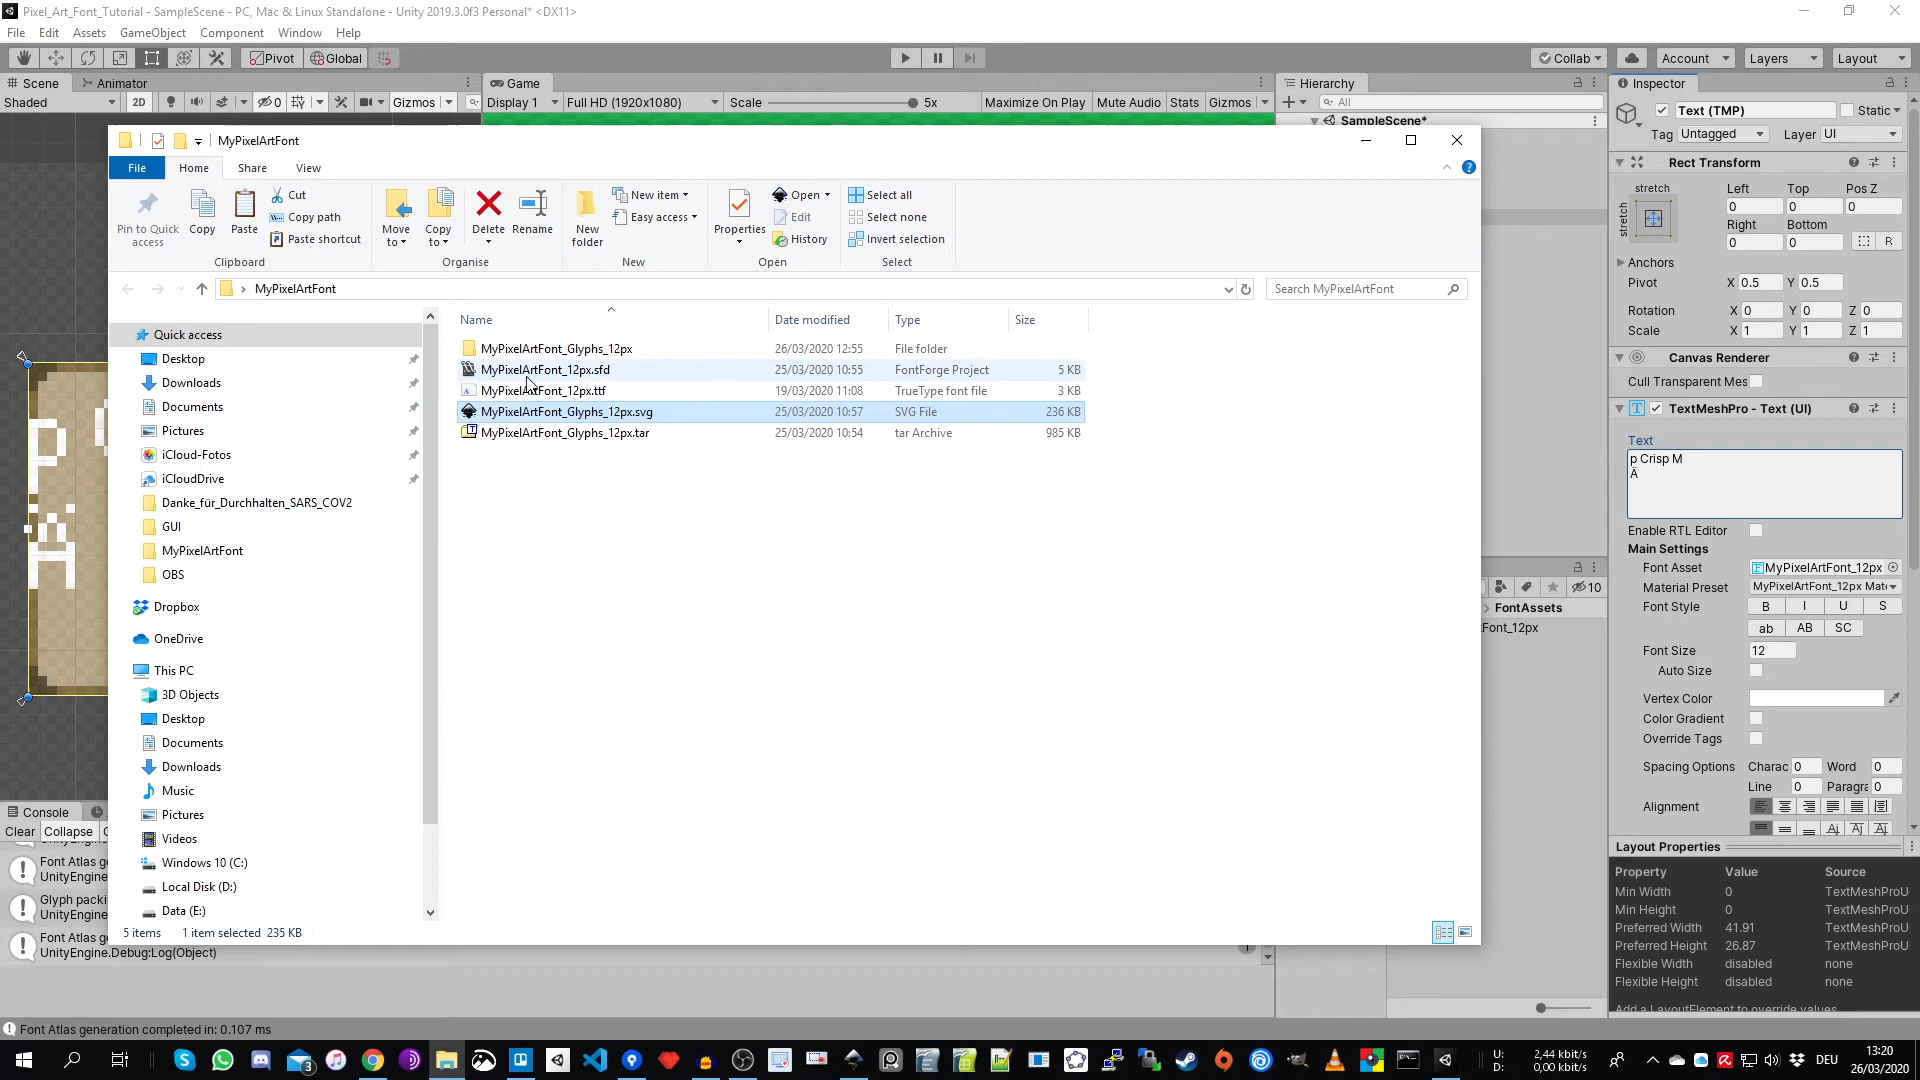 Pixel_Art_Font_Tutorial - SampleScene - PC, Mac & Linux Standalone - Unity 2019.3.0f3 Personal* <DX11>
File Edit Assets GameObject Component Window Help
Pivot Global Collab Account Layers Layout
Scene Animator Game Hierarchy Inspector
Shaded 2D 0 Gizmos Display 1 Full HD (1920x1080) Scale 5x Maximize On Play Mute Audio Stats Gizmos All
SampleScene*
Text (TMP) Static
Tag Untagged Layer UI
Rect Transform
stretch Left Top Pos Z
stretch 0 0 0
Right Bottom
0 0 R
Anchors
Pivot X 0.5 Y 0.5
Rotation X 0 Y 0 Z 0
Scale X 1 Y 1 Z 1
Canvas Renderer
Cull Transparent Mes
TextMeshPro - Text (UI)
Text
p Crisp M
Ä
Enable RTL Editor
Main Settings
Font Asset MyPixelArtFont_12px
Material Preset MyPixelArtFont_12px Mate
Font Style B I U S
ab AB SC
Font Size 12
Auto Size
Vertex Color
Color Gradient
Override Tags
Spacing Options Charac 0 Word 0
Line 0 Paragra 0
Alignment
Layout Properties
Property Value Source
Min Width 0 TextMeshProU
Min Height 0 TextMeshProU
Preferred Width 41.91 TextMeshProU
Preferred Height 26.87 TextMeshProU
Flexible Width disabled none
Flexible Height disabled none
Add a LayoutElement to override values
10
FontAssets
Font_12px
MyPixelArtFont
File Home Share View
Pin to Quick access
Copy
Paste
Cut
Copy path
Paste shortcut
Clipboard
Move to
Copy to
Delete
Rename
Organise
New folder
New item
Easy access
New
Properties
Open
Edit
History
Open
Select all
Select none
Invert selection
Select
MyPixelArtFont
Search MyPixelArtFont
Name Date modified Type Size
MyPixelArtFont_Glyphs_12px 26/03/2020 12:55 File folder
MyPixelArtFont_12px.sfd 25/03/2020 10:55 FontForge Project 5 KB
MyPixelArtFont_12px.ttf 19/03/2020 11:08 TrueType font file 3 KB
MyPixelArtFont_Glyphs_12px.svg 25/03/2020 10:57 SVG File 236 KB
MyPixelArtFont_Glyphs_12px.tar 25/03/2020 10:54 tar Archive 985 KB
Quick access
Desktop
Downloads
Documents
Pictures
iCloud-Fotos
iCloudDrive
Danke_für_Durchhalten_SARS_COV2
GUI
MyPixelArtFont
OBS
Dropbox
OneDrive
This PC
3D Objects
Desktop
Documents
Downloads
Music
Pictures
Videos
Windows 10 (C:)
Local Disk (D:)
Data (E:)
5 items 1 item selected 235 KB
Console
Clear Collapse
UnityEngine
Font Atlas ge
UnityEngine
Glyph packi
UnityEngine
Font Atlas ge
UnityEngine.Debug:Log(Object)
Font Atlas generation completed in: 0.107 ms
3
U: 2,44 kbit/s
D: 0,00 kbit/s
DEU
13:20
26/03/2020